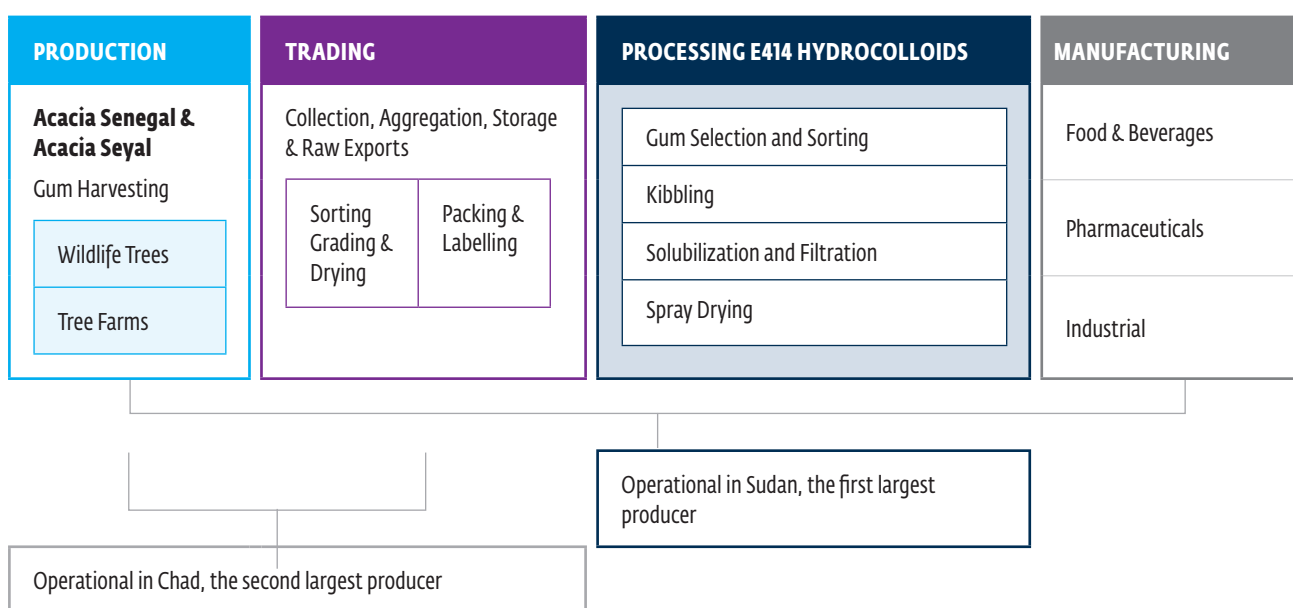 PRODUCTION
Acacia Senegal &
Acacia Seyal
Gum Harvesting
Wildlife Trees
Tree Farms
TRADING
Collection, Aggregation, Storage
& Raw Exports
Sorting
Grading &
Drying
Packing &
Labelling
PROCESSING E414 HYDROCOLLOIDS
Gum Selection and Sorting
Kibbling
Solubilization and Filtration
Spray Drying
MANUFACTURING
Food & Beverages
Pharmaceuticals
Industrial
Operational in Sudan, the first largest
producer
Operational in Chad, the second largest producer